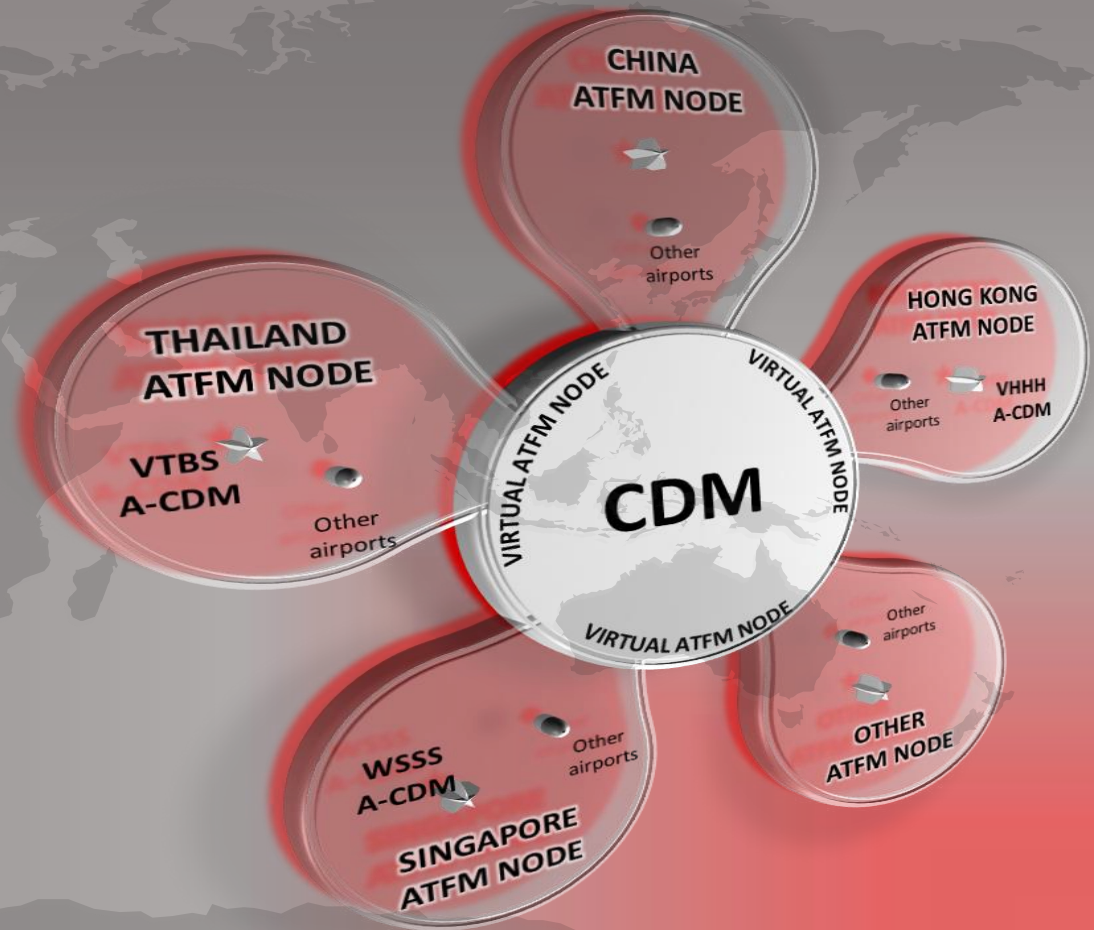 CHINA
ATFM NODE
Other
airports
HONG KONG
ATFM NODE
Other
airports
VHHH
A-CDM
THAILAND
ATFM NODE
VTBS
A-CDM
Other
airports
VIRTUAL ATFM NODE
VIRTUAL ATFM NODE
CDM
VIRTUAL ATFM NODE
Other
airports
OTHER
ATFM NODE
WSSS
A-CDM
Other
airports
SINGAPORE
ATFM NODE